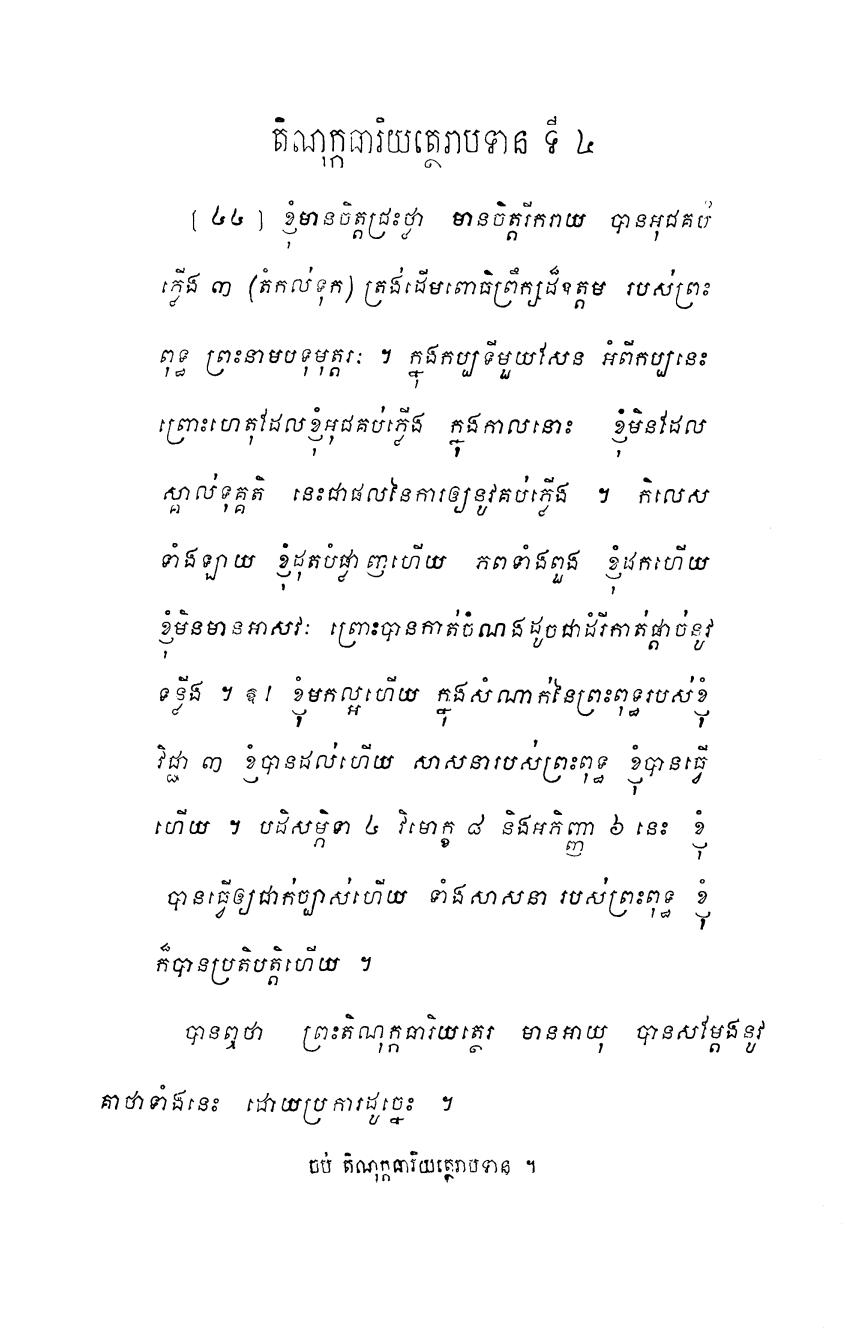 តិណុក្កធារិយត្ថេរាបទាន ទី ៤
[ ៤៤ ] ខ្ញុំមានចិត្តជ្រះថ្លា មានចិត្តរីករាយ បានអុជគប់
ភ្លើង ៣ (តំកល់ទុក) ត្រង់ដើមពោធិព្រឹក្សដ៏ឧត្តម របស់ព្រះ
ពុទ្ធ ព្រះនាមបទុមុត្តរៈ ។ ក្នុងកប្បទីមួយសែន អំពីកប្បនេះ
ព្រោះហេតុដែលខ្ញុំអុជគប់ភ្លើង ក្នុងកាលនោះ ខ្ញុំមិនដែល
ស្គាល់ទុគ្គតិ នេះជាផលនៃការឲ្យនូវគប់ភ្លើង ។ កិលេស
ទាំងឡាយ ខ្ញុំដុតបំផ្លាញហើយ ភពទាំងពួង ខ្ញុំដកហើយ
ខ្ញុំមិនមានអាសវៈ ព្រោះបានកាត់ចំណងដូចជាដំរីកាត់ផ្តាច់នូវ
ទន្លីង ។ ឱ! ខ្ញុំមកល្អហើយ ក្នុងសំណាក់នៃព្រះពុទ្ធរបស់ខ្ញុំ
វិជ្ជា ៣ ខ្ញុំបានដល់ហើយ សាសនារបស់ព្រះពុទ្ធ ខ្ញុំបានធ្វើ
ហើយ ។ បដិសម្ភិទា ៤ វិមោក្ខ ៨ និងអភិញ្ញា ៦ នេះ ខ្ញុំ
បានធ្វើឲ្យជាក់ច្បាស់ហើយ ទាំងសាសនា របស់ព្រះពុទ្ធ ខ្ញុំ
ក៏បានប្រតិបត្តិហើយ ។
បានឮថា ព្រះតិណុក្កធារិយត្ថេរ មានអាយុ បានសម្តែងនូវ
គាថាទាំងនេះ ដោយប្រការដូច្នេះ ។
ចប់ តិណុក្កធារិយត្ថេរាបទាន ។